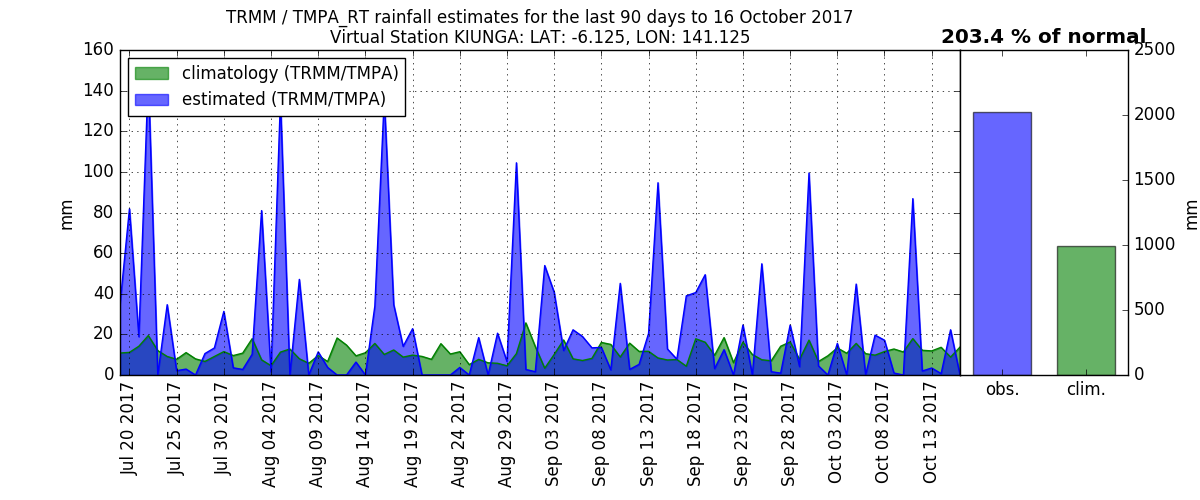 TRMM / TMPA_RT rainfall estimates for the last 90 days to 16 October 2017
Virtual Station KIUNGA: LAT: -6.125, LON: 141.125
203.4 % of normal
climatology (TRMM/TMPA)
estimated (TRMM/TMPA)
160
140
120
100
80
60
40
20
0
mm
Jul 20 2017
Jul 25 2017
Jul 30 2017
Aug 04 2017
Aug 09 2017
Aug 14 2017
Aug 19 2017
Aug 24 2017
Aug 29 2017
Sep 03 2017
Sep 08 2017
Sep 13 2017
Sep 18 2017
Sep 23 2017
Sep 28 2017
Oct 03 2017
Oct 08 2017
Oct 13 2017
2500
2000
1500
1000
500
0
mm
obs.
clim.